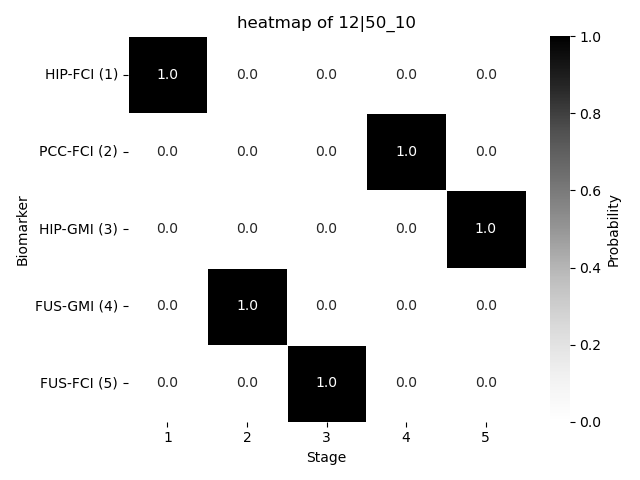 heatmap of 12|50_10
HIP-FCI (1) 1.0 0.0 0.0 0.0 0.0
PCC-FCI (2) 0.0 0.0 0.0 1.0 0.0
HIP-GMI (3) 0.0 0.0 0.0 0.0 1.0
FUS-GMI (4) 0.0 1.0 0.0 0.0 0.0
FUS-FCI (5) 0.0 0.0 1.0 0.0 0.0
1 2 3 4 5
Stage
Biomarker
1.0
0.8
0.6
0.4
0.2
0.0
Probability